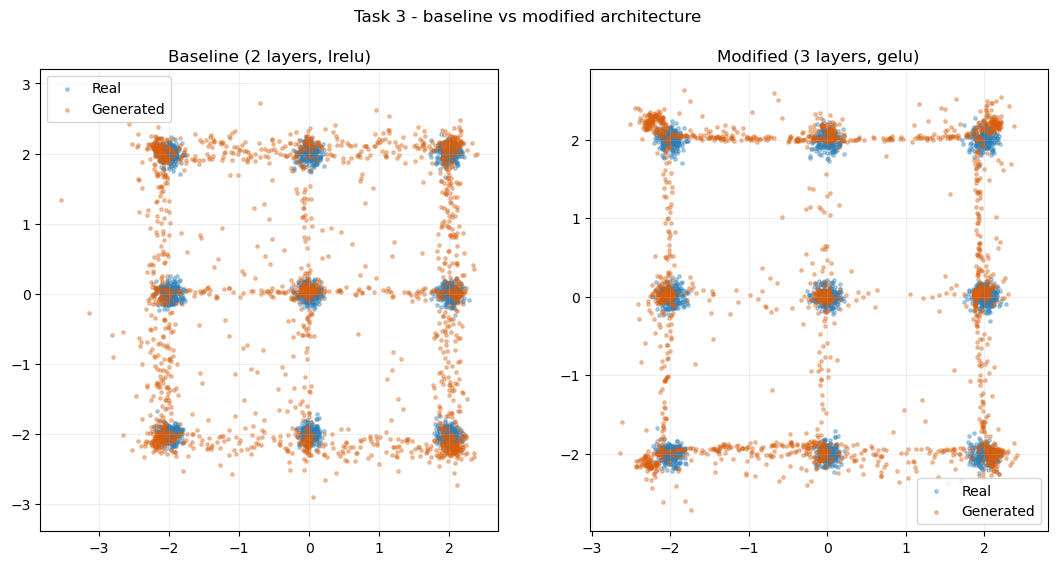 Task 3 - baseline vs modified architecture
Baseline (2 layers, lrelu)
Modified (3 layers, gelu)
Real
Generated
3
2
1
0
−1
−2
−3
−3 −2 −1 0 1 2
2
1
0
−1
−2
Real
Generated
−3 −2 −1 0 1 2